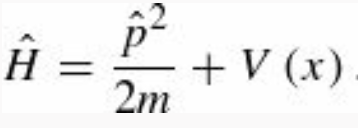 Ĥ = p̂²/2m + V (x).